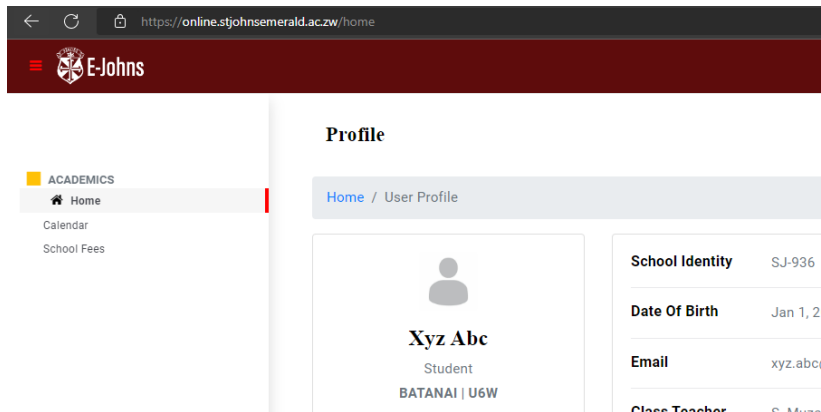 https://online.stjohnsemerald.ac.zw/home
E-Johns
Profile
ACADEMICS
Home
Calendar
School Fees
Home / User Profile
Xyz Abc
Student
BATANAI | U6W
School Identity SJ-936
Date Of Birth Jan 1, 2
Email xyz.abc
Class Teacher